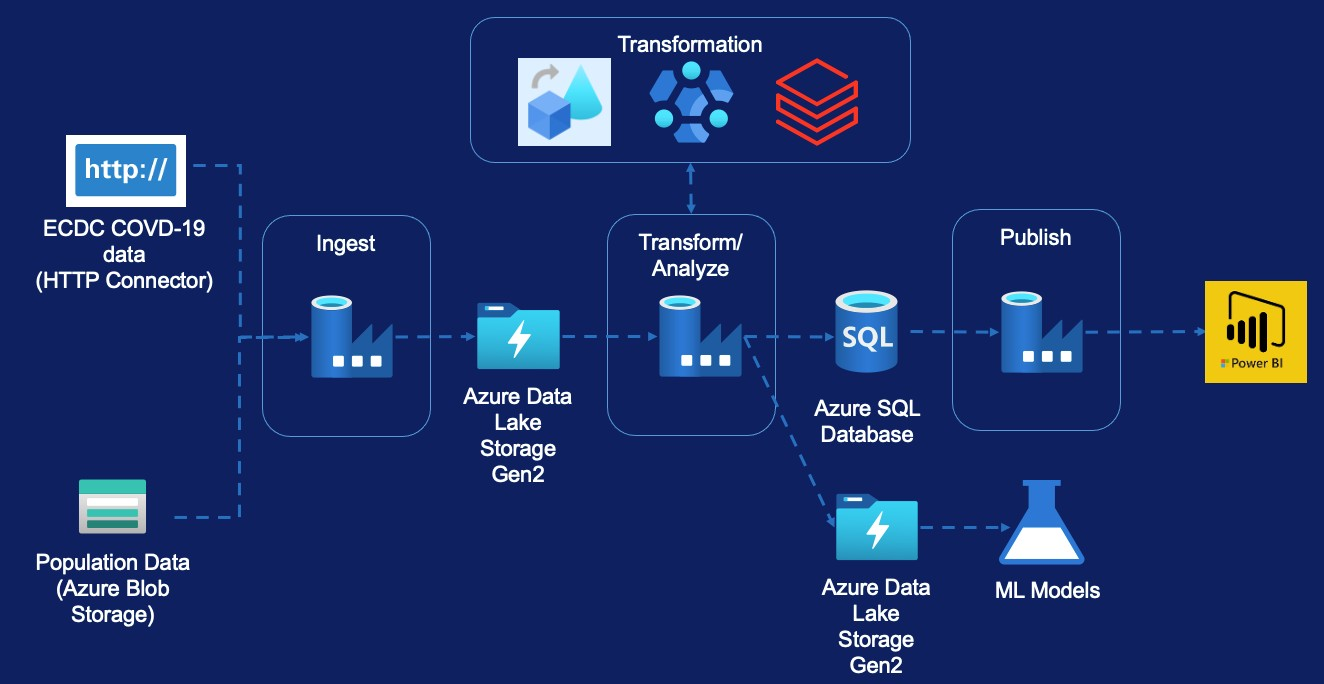 Transformation
http://
ECDC COVD-19
data
(HTTP Connector)
Ingest
Transform/
Analyze
Publish
SQL
Power BI
Azure Data
Lake
Storage
Gen2
Azure SQL
Database
Population Data
(Azure Blob
Storage)
Azure Data
Lake
Storage
Gen2
ML Models